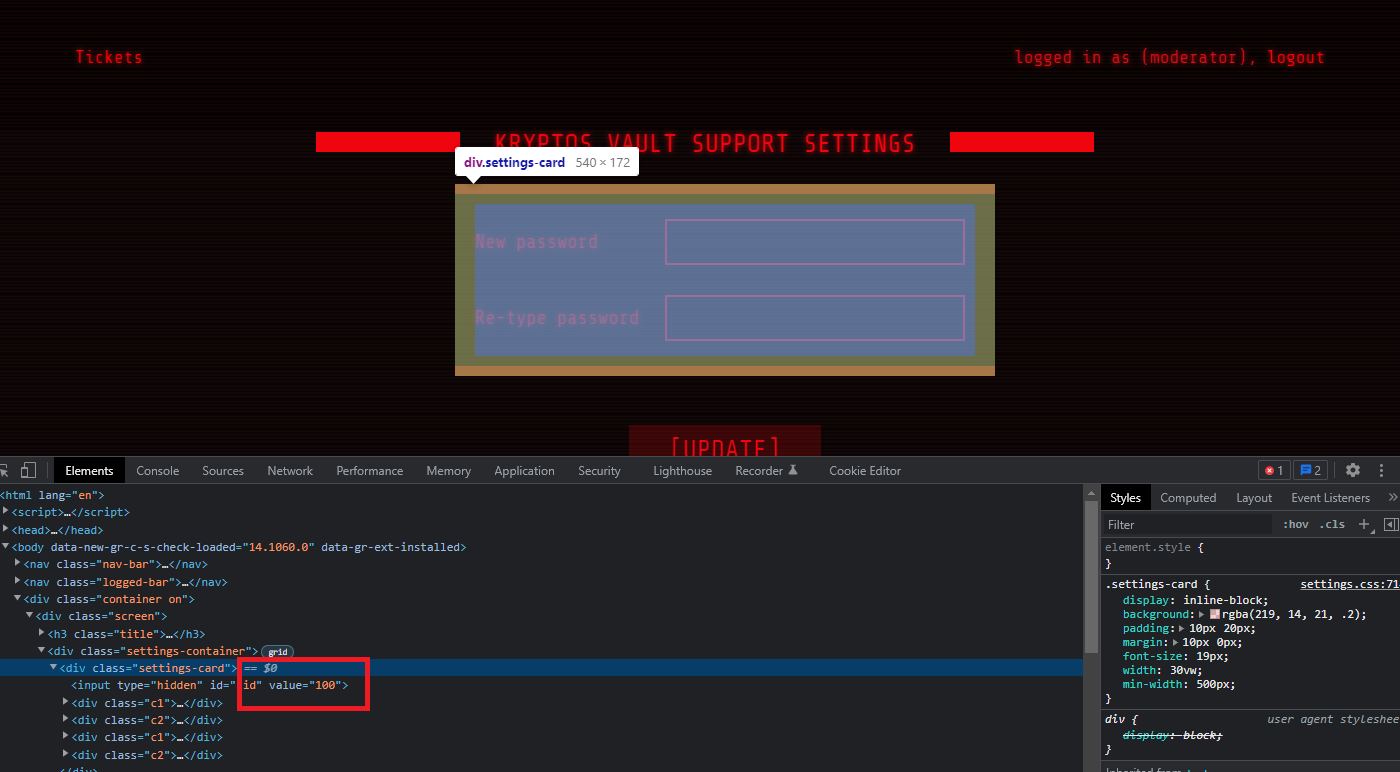 Tickets
logged in as (moderator), logout
KRYPTOS VAULT SUPPORT SETTINGS
div.settings-card 540 × 172
New password
Re-type password
[UPDATE]
Elements Console Sources Network Performance Memory Application Security Lighthouse Recorder Cookie Editor 1 2
<html lang="en">
<script>…</script>
<head>…</head>
<body data-new-gr-c-s-check-loaded="14.1060.0" data-gr-ext-installed>
<nav class="nav-bar">…</nav>
<nav class="logged-bar">…</nav>
<div class="container on">
<div class="screen">
<h3 class="title">…</h3>
<div class="settings-container"> grid
<div class="settings-card"> == $0
<input type="hidden" id="id" value="100">
<div class="c1">…</div>
<div class="c2">…</div>
<div class="c1">…</div>
<div class="c2">…</div>
</div>
Styles Computed Layout Event Listeners »
Filter :hov .cls +
element.style {
}
.settings-card { settings.css:71
display: inline-block;
background: rgba(219, 14, 21, .2);
padding: 10px 20px;
margin: 10px 0px;
font-size: 19px;
width: 30vw;
min-width: 500px;
}
div { user agent styleshee
display: block;
}
Inherited from